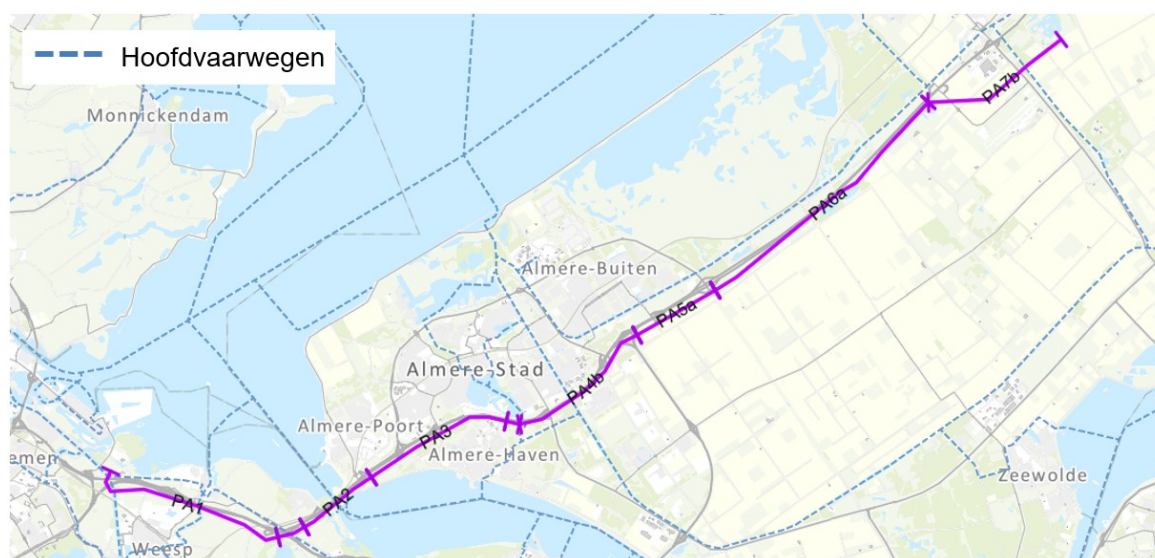 Hoofdvaarwegen
Monnickendam
PA7b
PA6a
Almere-Buiten
PA5a
Almere-Stad
PA4b
Almere-Poort
PA3
Almere-Haven
emen
Zeewolde
PA1
PA2
Weesp